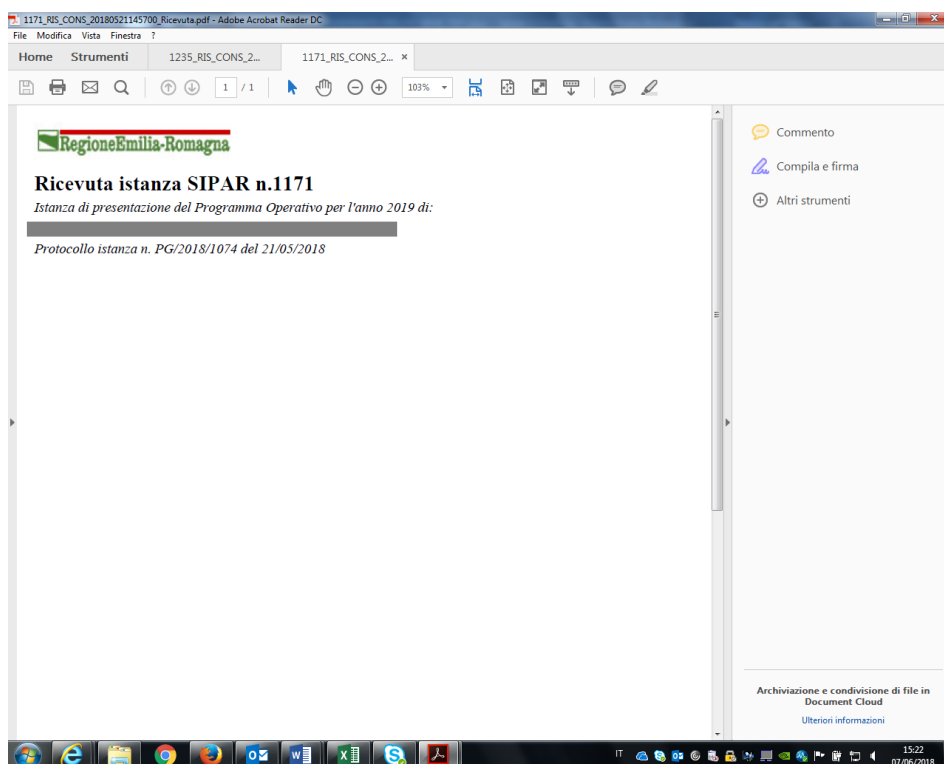 1171_RIS_CONS_20180521145700_Ricevuta.pdf - Adobe Acrobat Reader DC
File Modifica Vista Finestra ?
Home Strumenti 1235_RIS_CONS_2... 1171_RIS_CONS_2... ×
1 / 1 103%
RegioneEmilia-Romagna
Ricevuta istanza SIPAR n.1171
Istanza di presentazione del Programma Operativo per l'anno 2019 di:
Protocollo istanza n. PG/2018/1074 del 21/05/2018
Commento
Compila e firma
Altri strumenti
Archiviazione e condivisione di file in
Document Cloud
Ulteriori informazioni
IT
15:22
07/06/2018